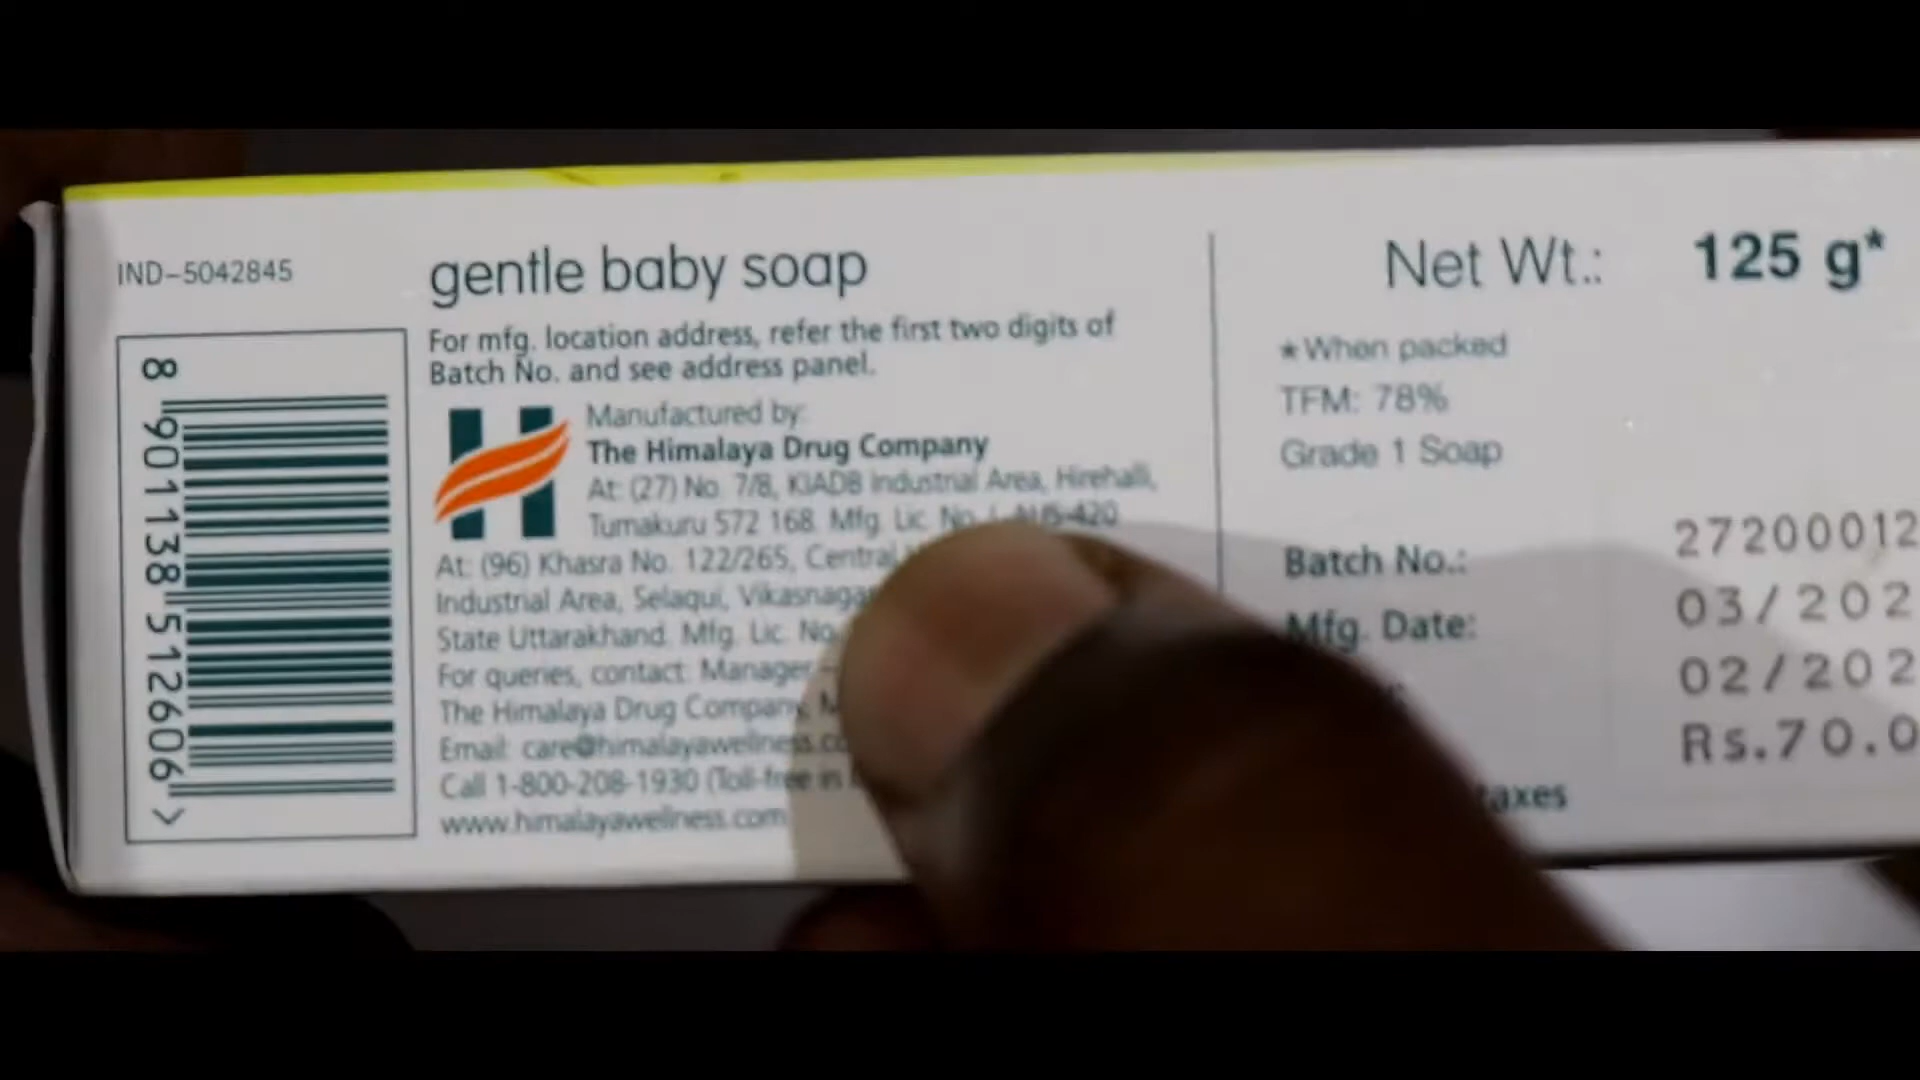 IND-5042845
8 901138 512606 >
gentle baby soap
For mfg. location address, refer the first two digits of
Batch No. and see address panel.
Manufactured by:
The Himalaya Drug Company
At: (27) No. 7/8, KIADB Industrial Area, Hirehalli,
Tumakuru 572 168. Mfg. Lic. No.
At: (96) Khasra No. 122/265, Central
Industrial Area, Selaqui, Vikasnagar
State Uttarakhand. Mfg. Lic. No.
For queries, contact: Manager–
The Himalaya Drug Company,
Email: care@himalayawellness.co
Call 1-800-208-1930 (Toll-free in
www.himalayawellness.com
Net Wt.: 125 g*
*When packed
TFM: 78%
Grade 1 Soap
Batch No.: 27200012
Mfg. Date: 03/202
02/202
Rs.70.0
taxes